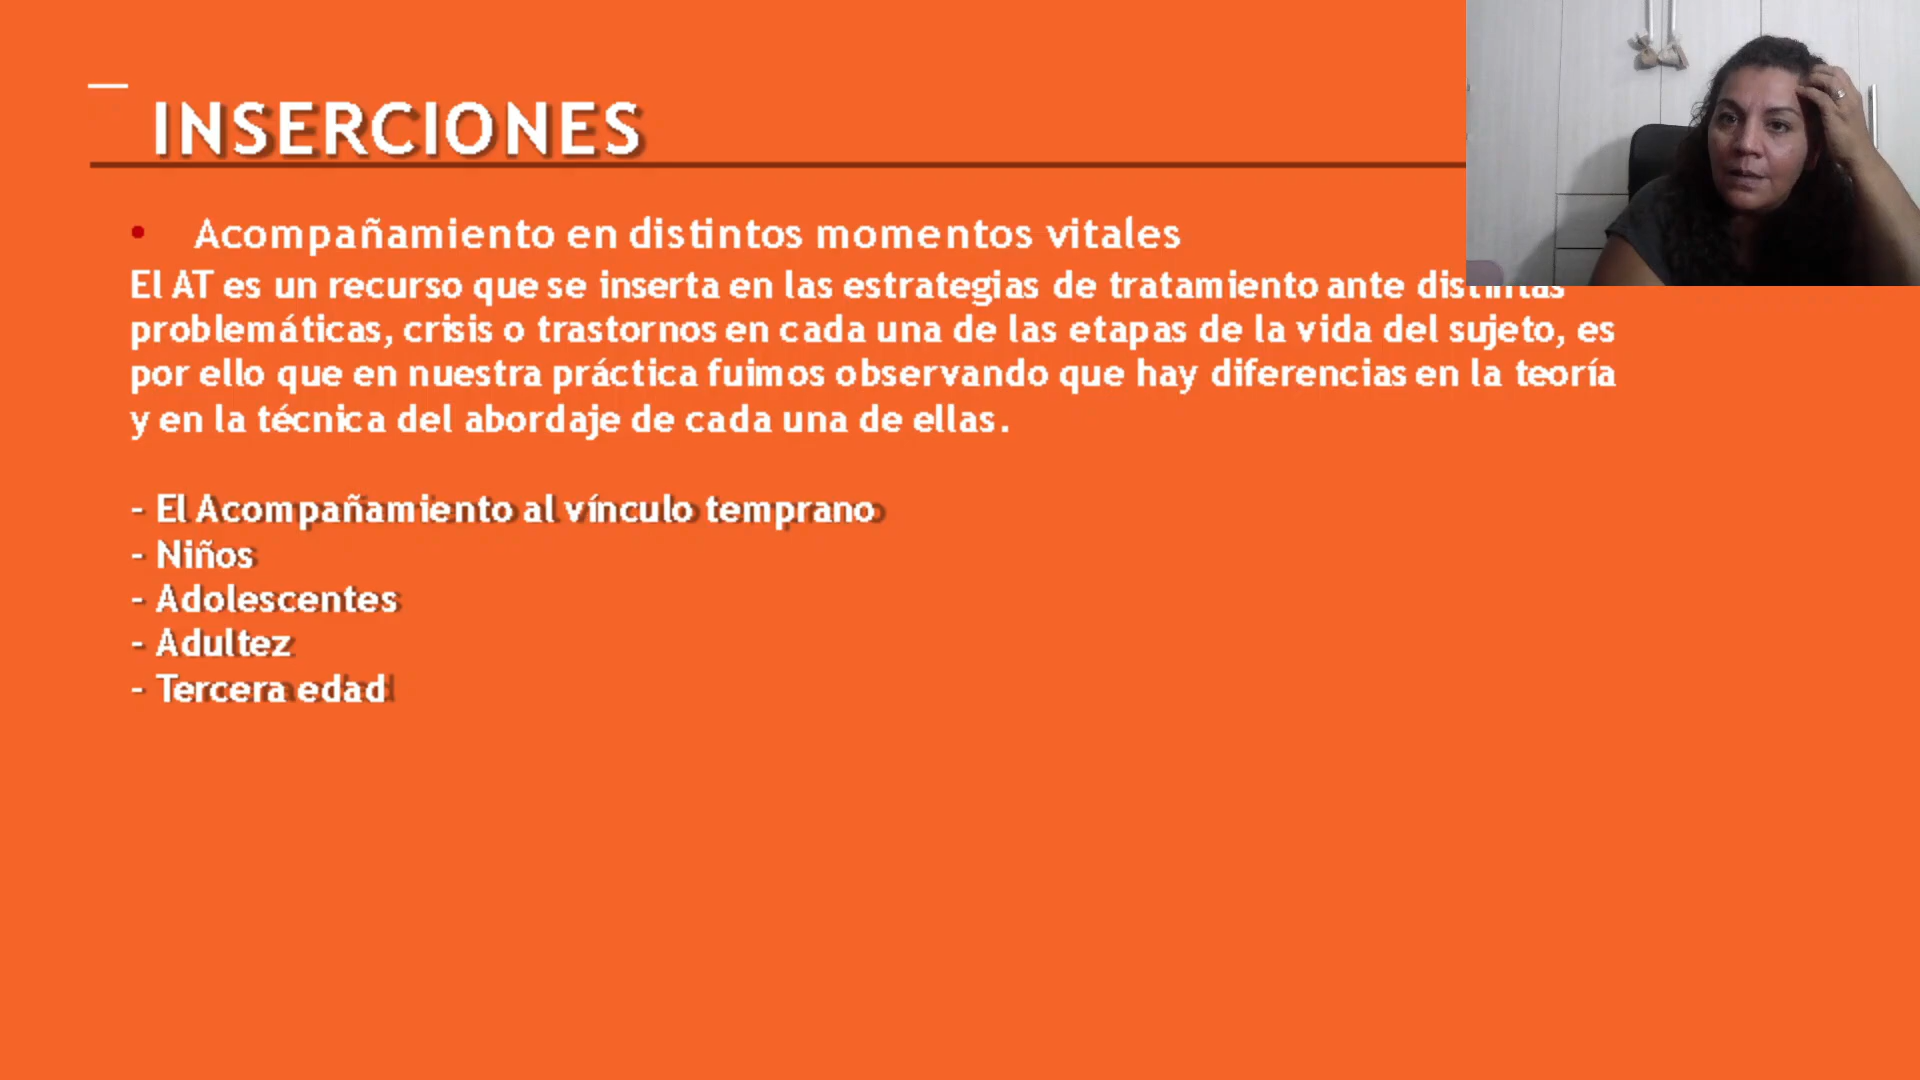 INSERCIONES
• Acompañamiento en distintos momentos vitales
El AT es un recurso que se inserta en las estrategias de tratamiento ante distintas
problemáticas, crisis o trastornos en cada una de las etapas de la vida del sujeto, es
por ello que en nuestra práctica fuimos observando que hay diferencias en la teoría
y en la técnica del abordaje de cada una de ellas.
- El Acompañamiento al vínculo temprano
- Niños
- Adolescentes
- Adultez
- Tercera edad